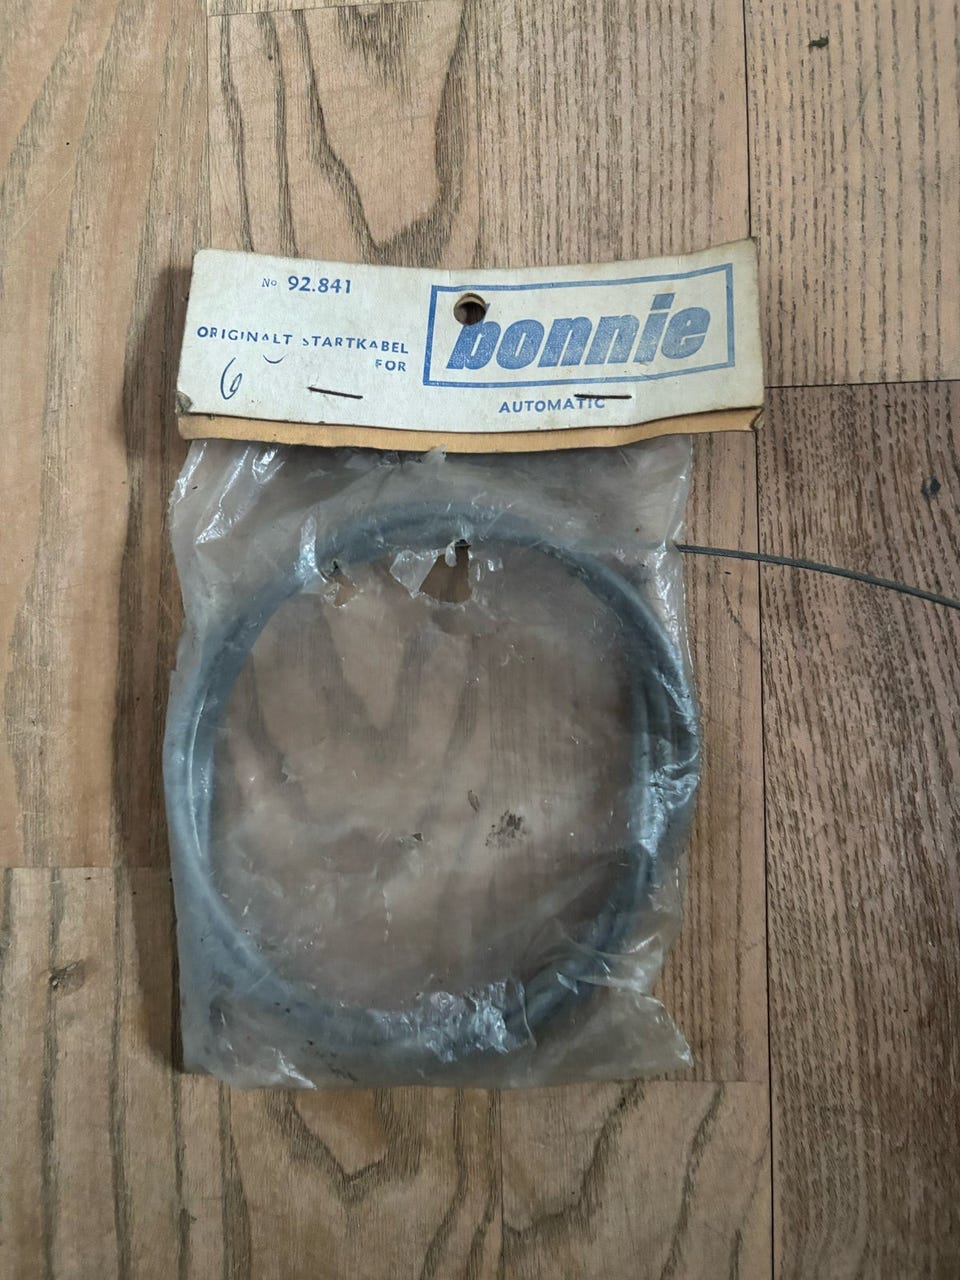 No 92.841
ORIGINALT STARTKABEL
FOR
6
bonnie
AUTOMATIC